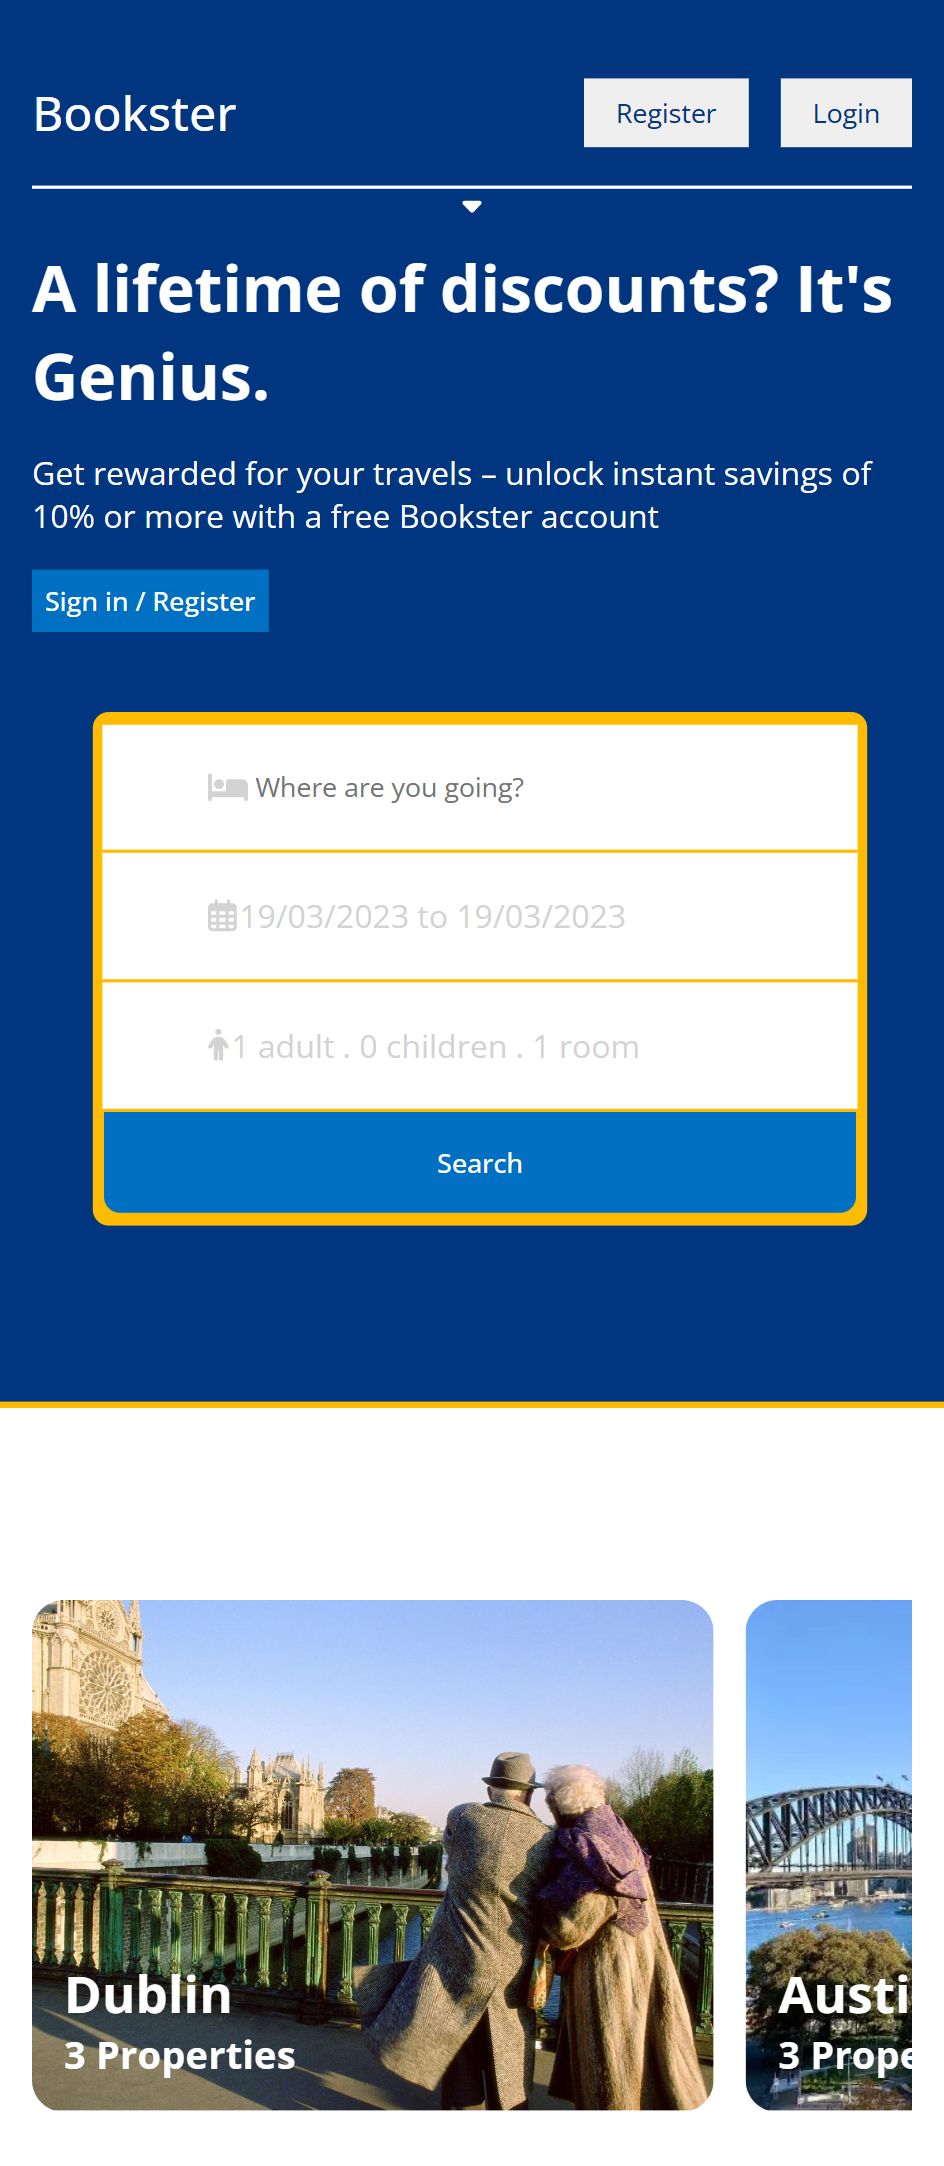 Bookster
Register
Login
A lifetime of discounts? It's
Genius.
Get rewarded for your travels – unlock instant savings of
10% or more with a free Bookster account
Sign in / Register
Where are you going?
19/03/2023 to 19/03/2023
1 adult . 0 children . 1 room
Search
Dublin
3 Properties
Austi
3 Prope